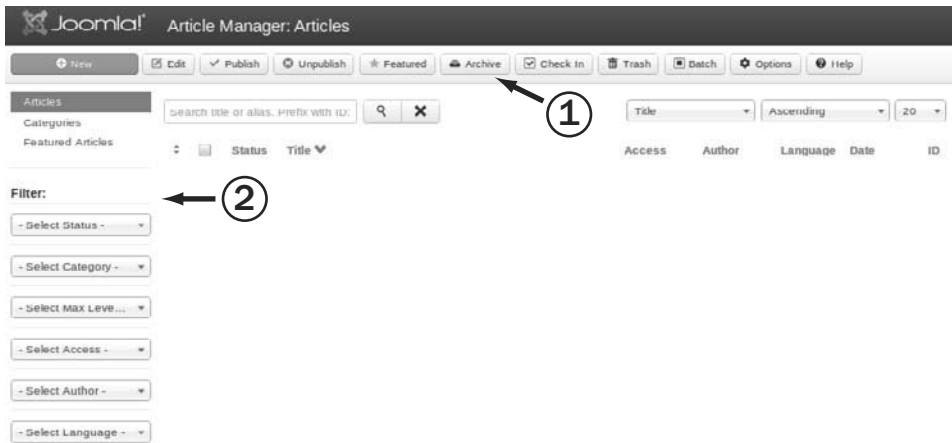 Joomla! Article Manager: Articles
New Edit Publish Unpublish Featured Archive Check In Trash Batch Options Help
1
Articles
Categories
Featured Articles
Search title or alias. Prefix with ID:
Title Ascending 20
Status Title Access Author Language Date ID
Filter:
2
- Select Status -
- Select Category -
- Select Max Leve...
- Select Access -
- Select Author -
- Select Language -